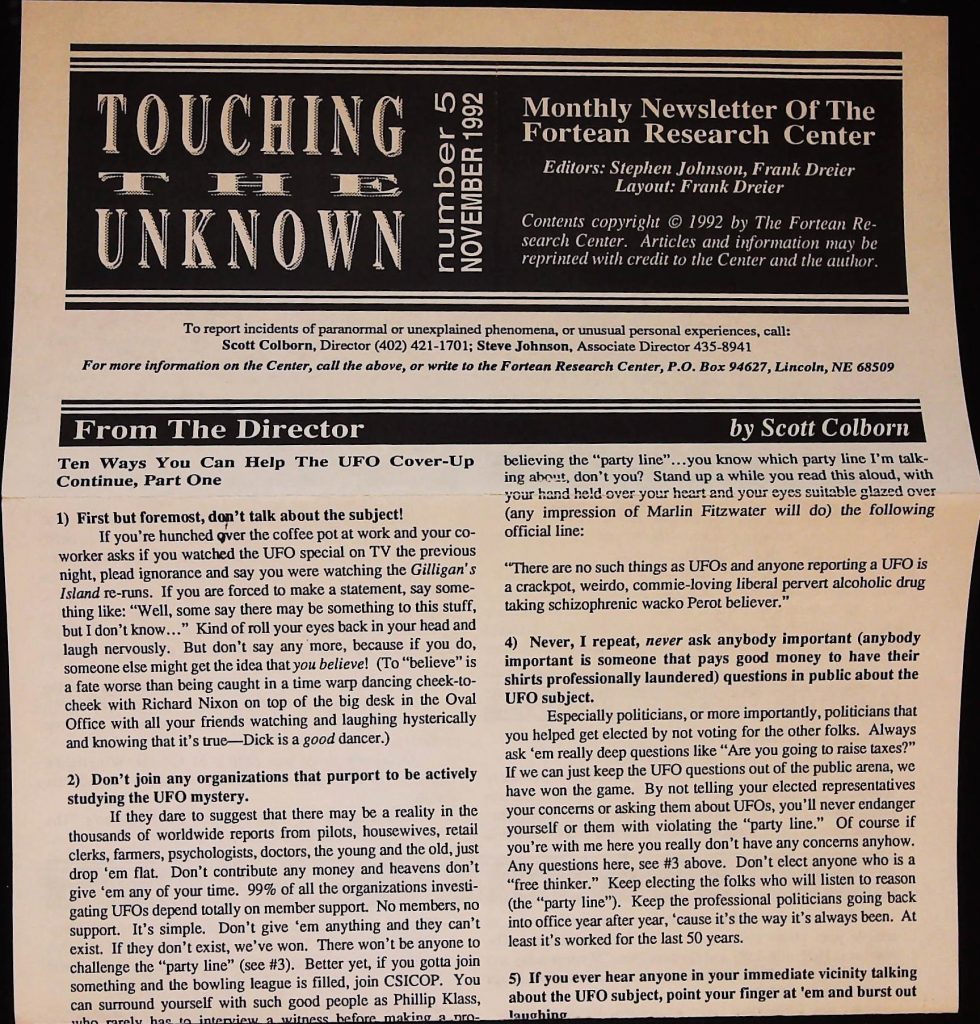 TOUCHING
THE
UNKNOWN
number 5
NOVEMBER 1992
Monthly Newsletter Of The
Fortean Research Center
Editors: Stephen Johnson, Frank Dreier
Layout: Frank Dreier
Contents copyright © 1992 by The Fortean Re-
search Center. Articles and information may be
reprinted with credit to the Center and the author.
To report incidents of paranormal or unexplained phenomena, or unusual personal experiences, call:
Scott Colborn, Director (402) 421-1701; Steve Johnson, Associate Director 435-8941
For more information on the Center, call the above, or write to the Fortean Research Center, P.O. Box 94627, Lincoln, NE 68509
From The Director
by Scott Colborn
Ten Ways You Can Help The UFO Cover-Up
Continue, Part One
1) First but foremost, don't talk about the subject!
If you're hunched over the coffee pot at work and your co-
worker asks if you watched the UFO special on TV the previous
night, plead ignorance and say you were watching the Gilligan's
Island re-runs. If you are forced to make a statement, say some-
thing like: “Well, some say there may be something to this stuff,
but I don't know…” Kind of roll your eyes back in your head and
laugh nervously. But don't say any more, because if you do,
someone else might get the idea that you believe! (To “believe” is
a fate worse than being caught in a time warp dancing cheek-to-
cheek with Richard Nixon on top of the big desk in the Oval
Office with all your friends watching and laughing hysterically
and knowing that it's true—Dick is a good dancer.)
2) Don't join any organizations that purport to be actively
studying the UFO mystery.
If they dare to suggest that there may be a reality in the
thousands of worldwide reports from pilots, housewives, retail
clerks, farmers, psychologists, doctors, the young and the old, just
drop 'em flat. Don't contribute any money and heavens don't
give 'em any of your time. 99% of all the organizations investi-
gating UFOs depend totally on member support. No members, no
support. It's simple. Don't give 'em anything and they can't
exist. If they don't exist, we've won. There won't be anyone to
challenge the “party line” (see #3). Better yet, if you gotta join
something and the bowling league is filled, join CSICOP. You
can surround yourself with such good people as Phillip Klass,
who rarely has to interview a witness before making a pro-
believing the “party line”…you know which party line I'm talk-
ing about, don't you? Stand up a while you read this aloud, with
your hand held over your heart and your eyes suitable glazed over
(any impression of Marlin Fitzwater will do) the following
official line:
“There are no such things as UFOs and anyone reporting a UFO is
a crackpot, weirdo, commie-loving liberal pervert alcoholic drug
taking schizophrenic wacko Perot believer.”
4) Never, I repeat, never ask anybody important (anybody
important is someone that pays good money to have their
shirts professionally laundered) questions in public about the
UFO subject.
Especially politicians, or more importantly, politicians that
you helped get elected by not voting for the other folks. Always
ask 'em really deep questions like “Are you going to raise taxes?”
If we can just keep the UFO questions out of the public arena, we
have won the game. By not telling your elected representatives
your concerns or asking them about UFOs, you'll never endanger
yourself or them with violating the “party line.” Of course if
you're with me here you really don't have any concerns anyhow.
Any questions here, see #3 above. Don't elect anyone who is a
“free thinker.” Keep electing the folks who will listen to reason
(the “party line”). Keep the professional politicians going back
into office year after year, 'cause it's the way it's always been. At
least it's worked for the last 50 years.
5) If you ever hear anyone in your immediate vicinity talking
about the UFO subject, point your finger at 'em and burst out
laughing